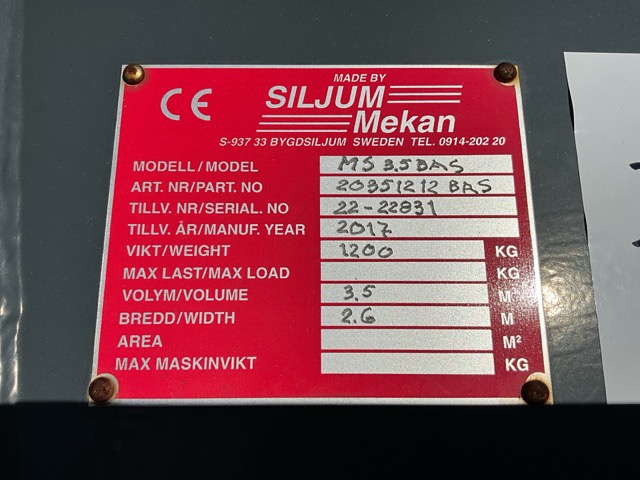 MADE BY
CE
SILJUM
Mekan
S-937 33 BYGDSILJUM SWEDEN TEL. 0914-202 20
MODELL/MODEL MS 3.5 BAS
ART. NR/PART. NO 20351212 BAS
TILLV. NR/SERIAL. NO 22-22831
TILLV. ÅR/MANUF. YEAR 2017
VIKT/WEIGHT 1200 KG
MAX LAST/MAX LOAD KG
VOLYM/VOLUME 3.5 M³
BREDD/WIDTH 2.6 M
AREA M²
MAX MASKINVIKT KG